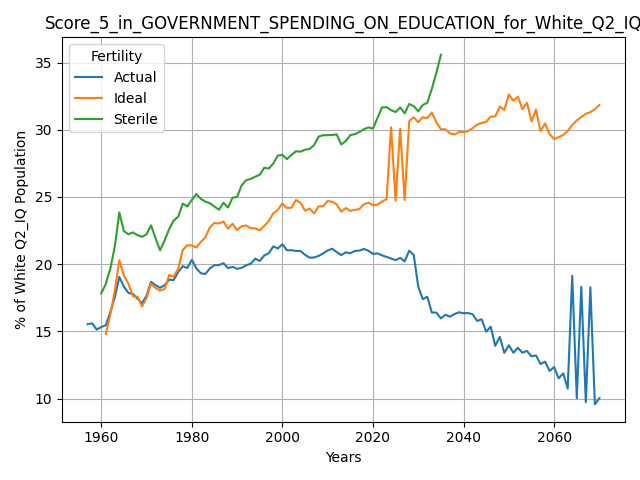 Score_5_in_GOVERNMENT_SPENDING_ON_EDUCATION_for_White_Q2_IQ
Fertility
Actual
Ideal
Sterile
% of White Q2_IQ Population
35
30
25
20
15
10
1960 1980 2000 2020 2040 2060
Years